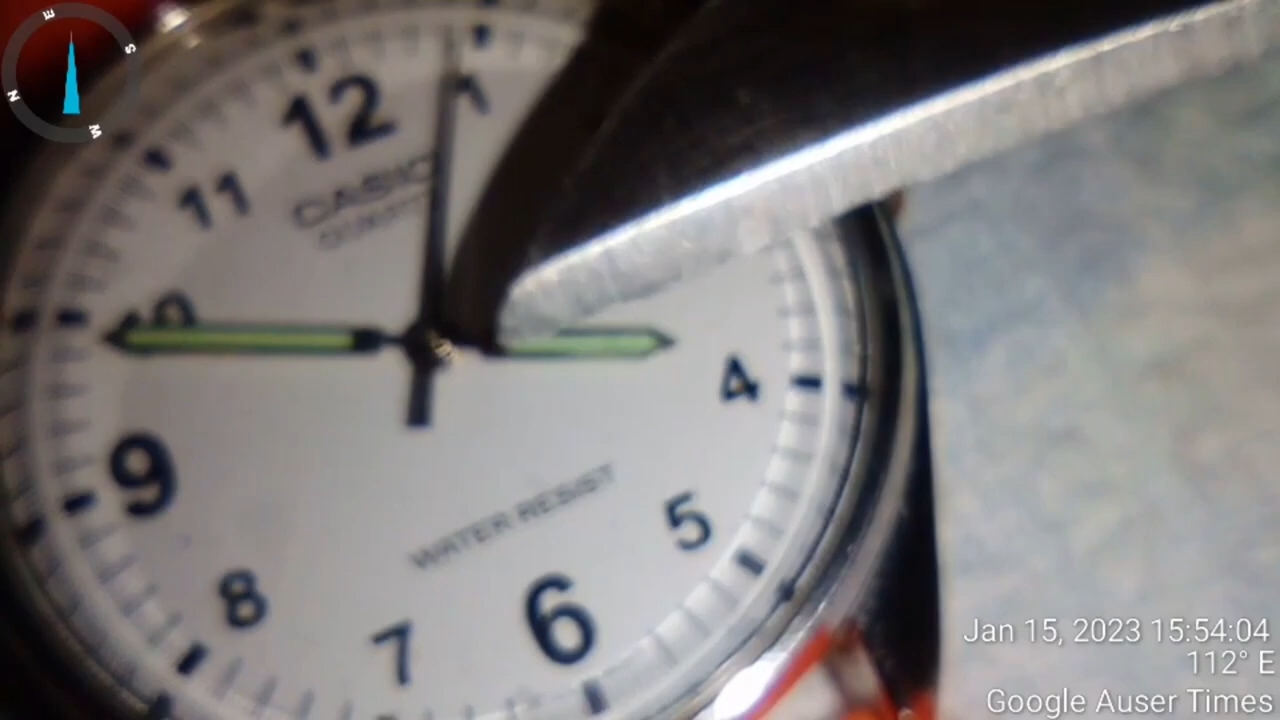 E
S
N
W
12
1
11
CASIO
10
9
4
8
5
7
6
WATER RESIST
Jan 15, 2023 15:54:04
112° E
Google Auser Times